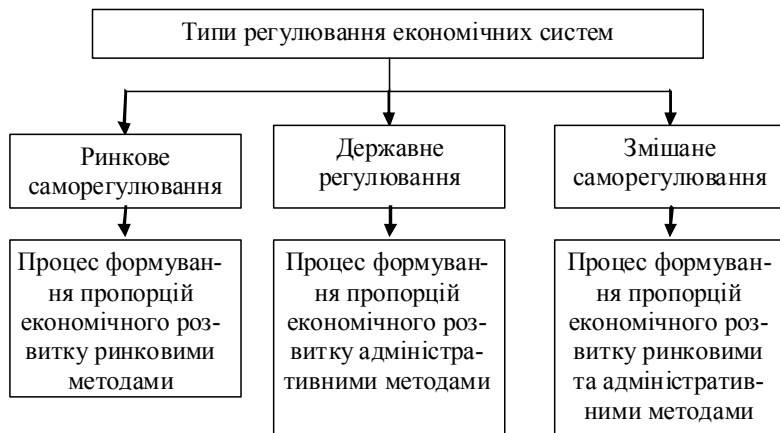 Типи регулювання економічних систем
Ринкове
саморегулювання
Державне
регулювання
Змішане
саморегулювання
Процес формуван-
ня пропорцій
економічного роз-
витку ринковими
методами
Процес формуван-
ня пропорцій
економічного роз-
витку адміністра-
тивними методами
Процес формуван-
ня пропорцій
економічного роз-
витку ринковими
та адміністратив-
ними методами